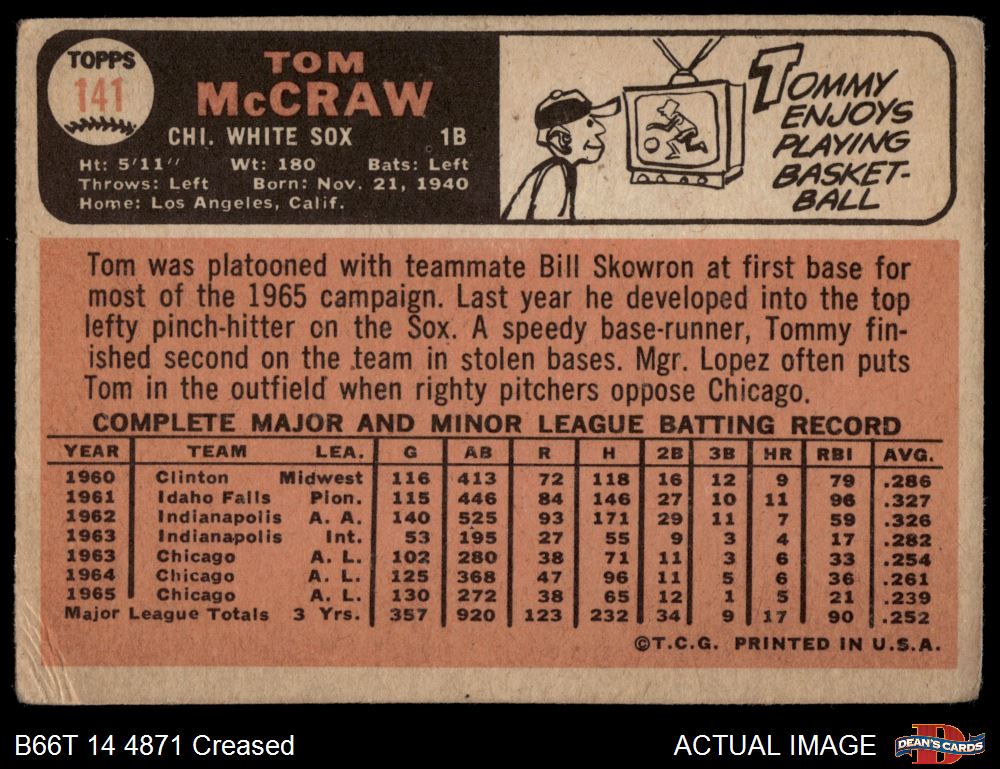 TOPPS
141
TOM
McCRAW
CHI. WHITE SOX 1B
Ht: 5'11" Wt: 180 Bats: Left
Throws: Left Born: Nov. 21, 1940
Home: Los Angeles, Calif.
TOMMY
ENJOYS
PLAYING
BASKET-
BALL
Tom was platooned with teammate Bill Skowron at first base for
most of the 1965 campaign. Last year he developed into the top
lefty pinch-hitter on the Sox. A speedy base-runner, Tommy fin-
ished second on the team in stolen bases. Mgr. Lopez often puts
Tom in the outfield when righty pitchers oppose Chicago.
COMPLETE MAJOR AND MINOR LEAGUE BATTING RECORD
YEAR TEAM LEA. G AB R H 2B 3B HR RBI AVG.
1960 Clinton Midwest 116 413 72 118 16 12 9 79 .286
1961 Idaho Falls Pion. 115 446 84 146 27 10 11 96 .327
1962 Indianapolis A. A. 140 525 93 171 29 11 7 59 .326
1963 Indianapolis Int. 53 195 27 55 9 3 4 17 .282
1963 Chicago A. L. 102 280 38 71 11 3 6 33 .254
1964 Chicago A. L. 125 368 47 96 11 5 6 36 .261
1965 Chicago A. L. 130 272 38 65 12 1 5 21 .239
Major League Totals 3 Yrs. 357 920 123 232 34 9 17 90 .252
©T.C.G. PRINTED IN U.S.A.
B66T 14 4871 Creased
ACTUAL IMAGE
DEAN'S CARDS